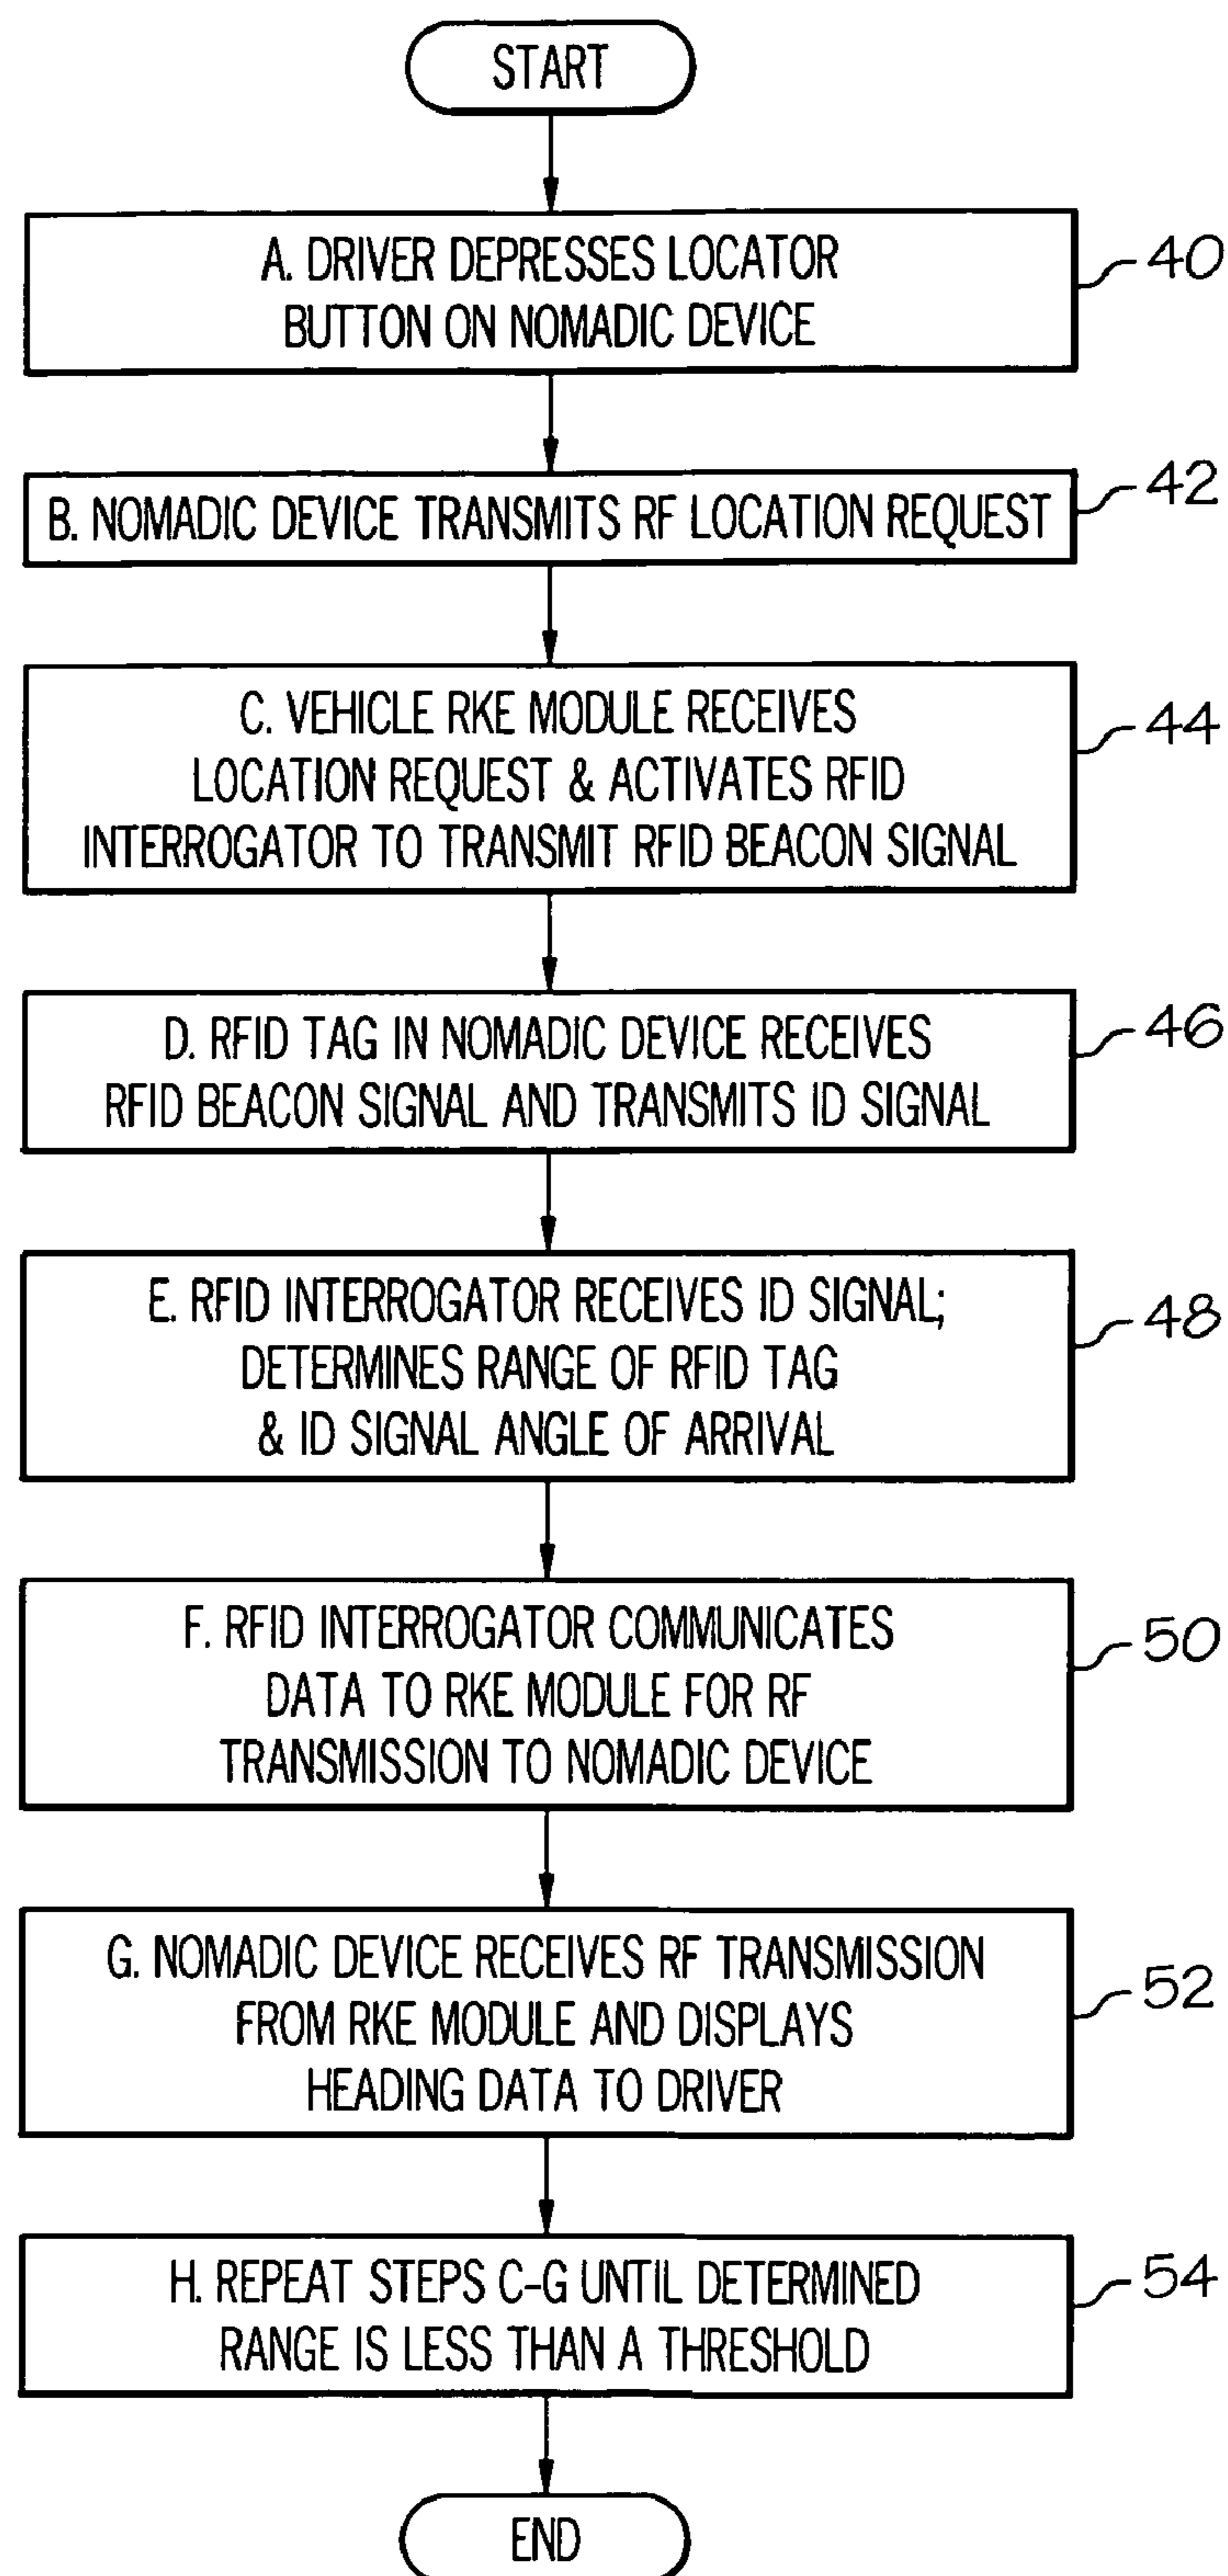 START
A. DRIVER DEPRESSES LOCATOR
BUTTON ON NOMADIC DEVICE
40
B. NOMADIC DEVICE TRANSMITS RF LOCATION REQUEST
42
C. VEHICLE RKE MODULE RECEIVES
LOCATION REQUEST & ACTIVATES RFID
INTERROGATOR TO TRANSMIT RFID BEACON SIGNAL
44
D. RFID TAG IN NOMADIC DEVICE RECEIVES
RFID BEACON SIGNAL AND TRANSMITS ID SIGNAL
46
E. RFID INTERROGATOR RECEIVES ID SIGNAL;
DETERMINES RANGE OF RFID TAG
& ID SIGNAL ANGLE OF ARRIVAL
48
F. RFID INTERROGATOR COMMUNICATES
DATA TO RKE MODULE FOR RF
TRANSMISSION TO NOMADIC DEVICE
50
G. NOMADIC DEVICE RECEIVES RF TRANSMISSION
FROM RKE MODULE AND DISPLAYS
HEADING DATA TO DRIVER
52
H. REPEAT STEPS C-G UNTIL DETERMINED
RANGE IS LESS THAN A THRESHOLD
54
END